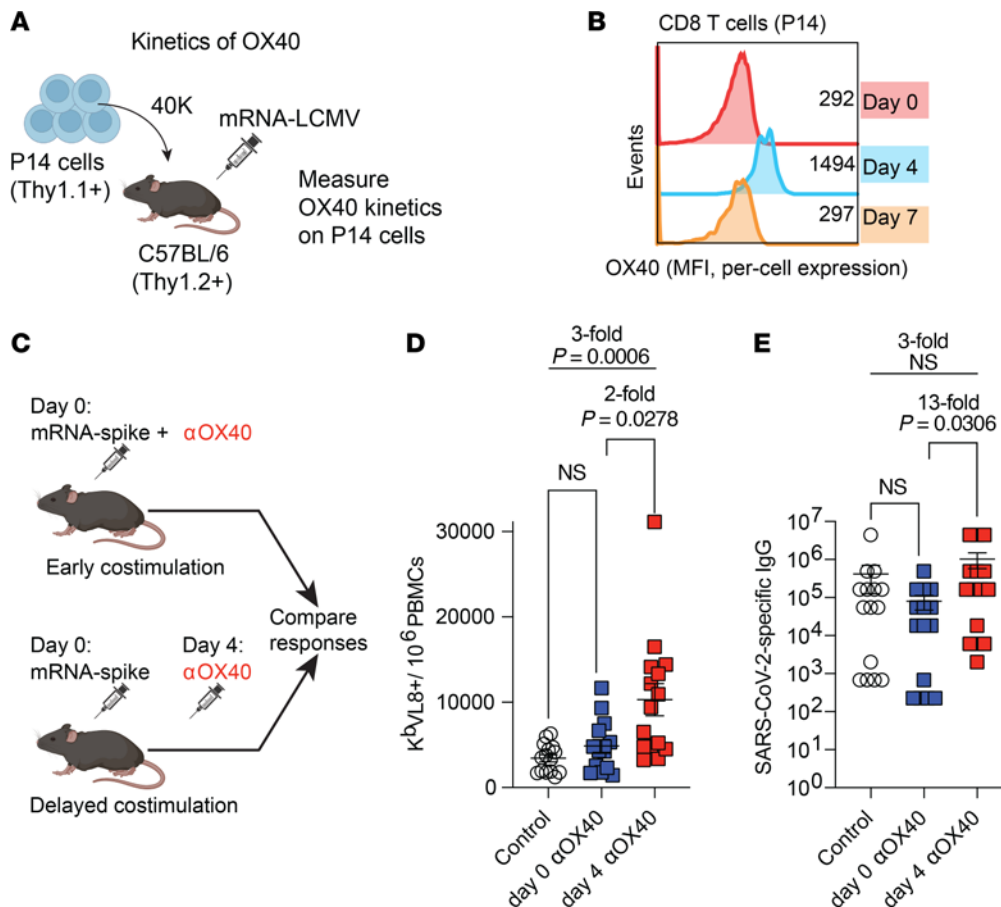 A
Kinetics of OX40
40K
mRNA-LCMV
P14 cells
(Thy1.1+)
Measure
OX40 kinetics
on P14 cells
C57BL/6
(Thy1.2+)
B
CD8 T cells (P14)
Events
292
Day 0
1494
Day 4
297
Day 7
OX40 (MFI, per-cell expression)
C
Day 0:
mRNA-spike + αOX40
Early costimulation
Compare
responses
Day 0:
mRNA-spike
Day 4:
αOX40
Delayed costimulation
D
3-fold
P = 0.0006
2-fold
P = 0.0278
NS
KᵇVL8+/ 10⁶ PBMCs
30000
20000
10000
0
Control
day 0 αOX40
day 4 αOX40
E
3-fold
NS
13-fold
P = 0.0306
NS
SARS-CoV-2-specific IgG
10⁷
10⁶
10⁵
10⁴
10³
10²
10¹
10⁰
Control
day 0 αOX40
day 4 αOX40